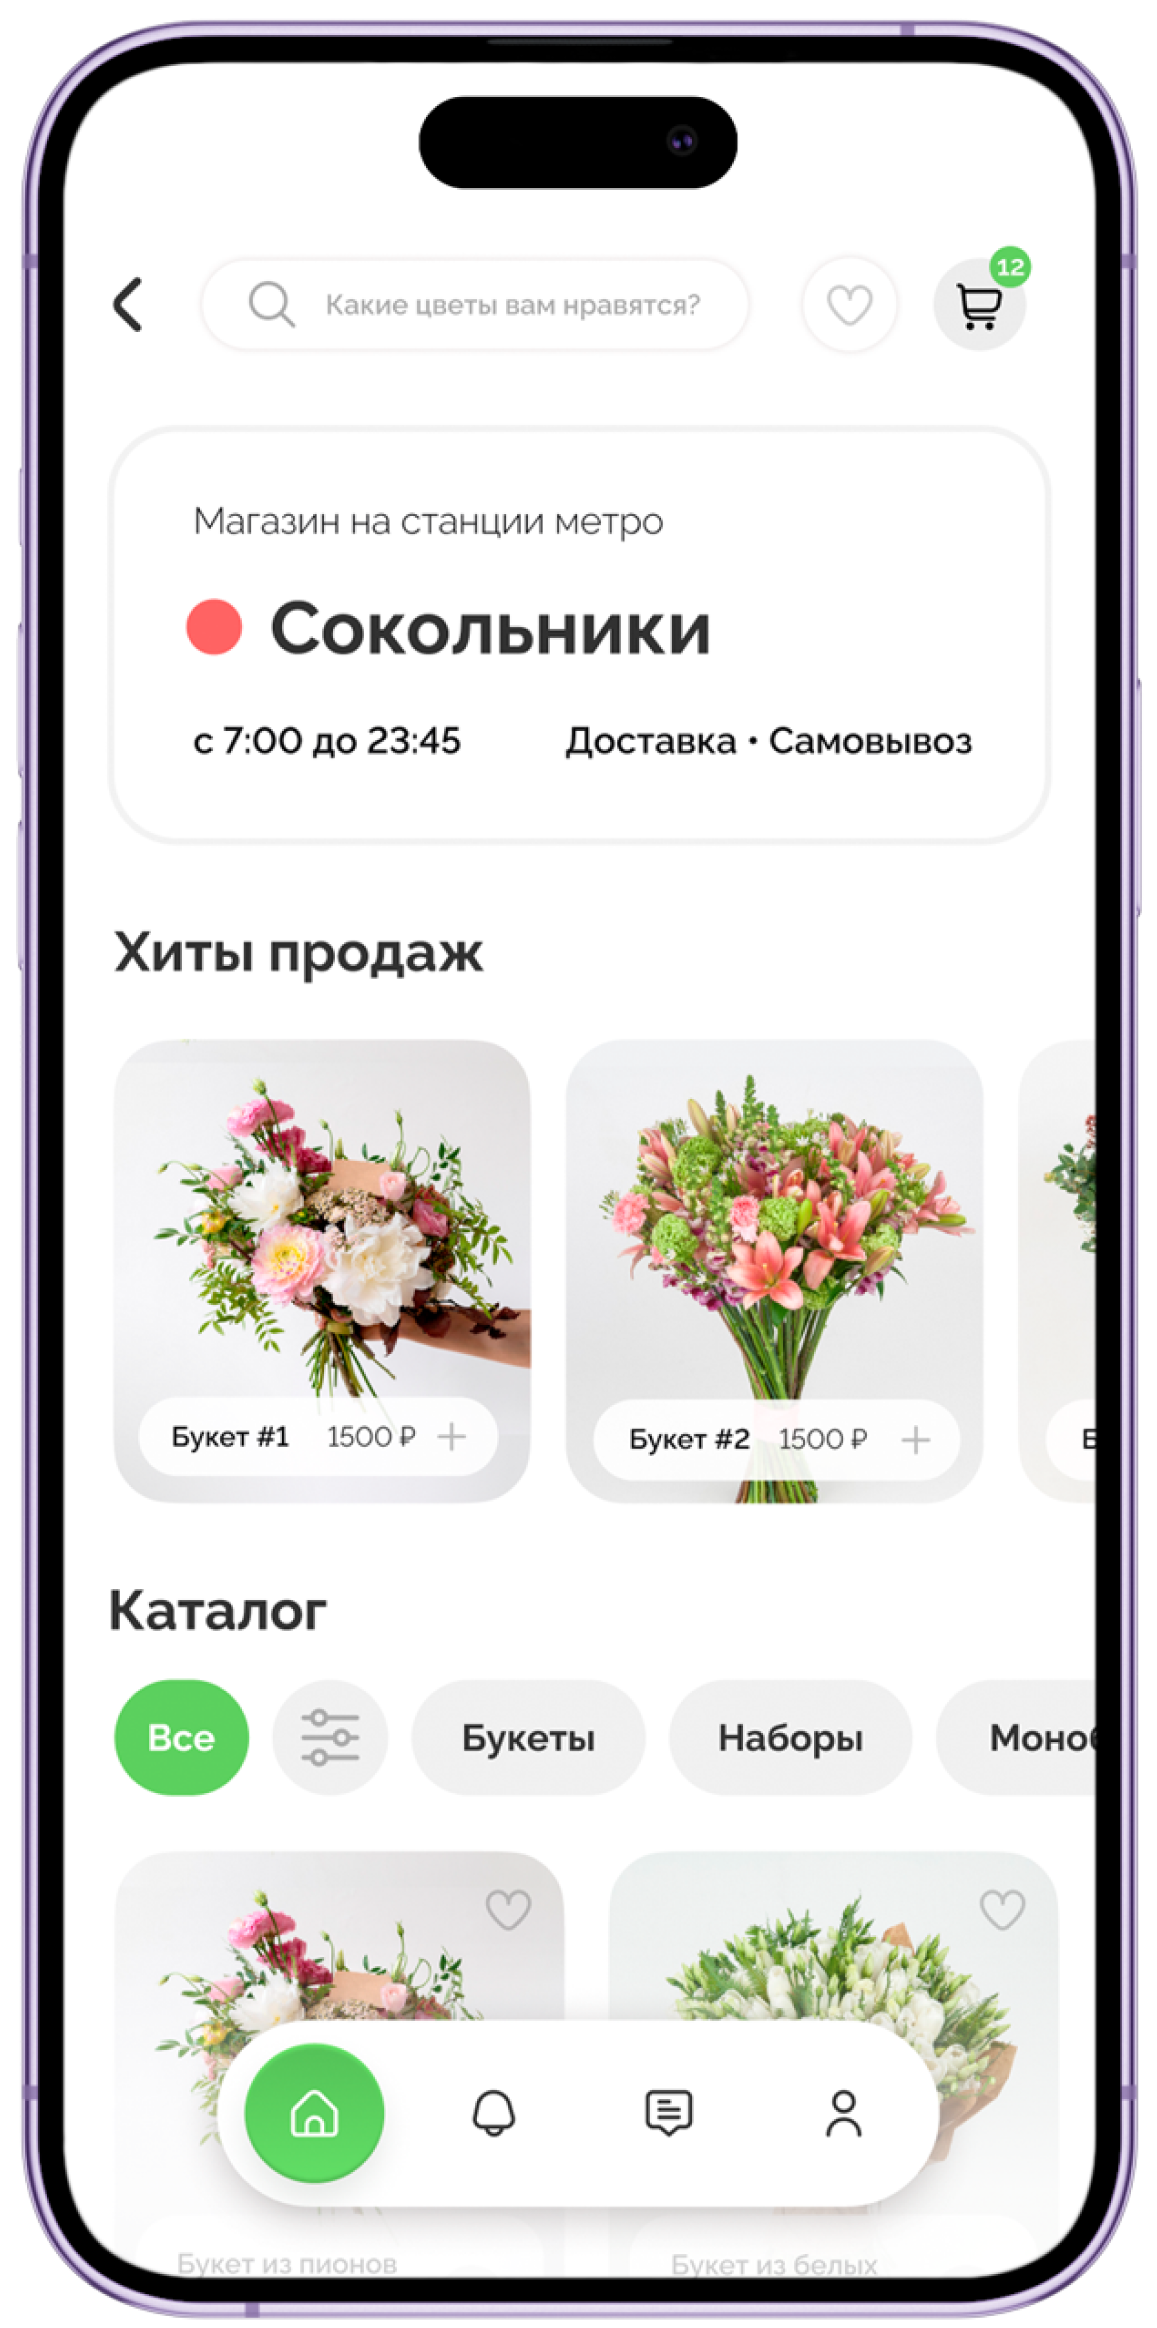 Какие цветы вам нравятся?
12
Магазин на станции метро
Сокольники
с 7:00 до 23:45 Доставка • Самовывоз
Хиты продаж
Букет #1 1500 ₽ +
Букет #2 1500 ₽ +
Каталог
Все Букеты Наборы
Букет из пионов Букет из белых